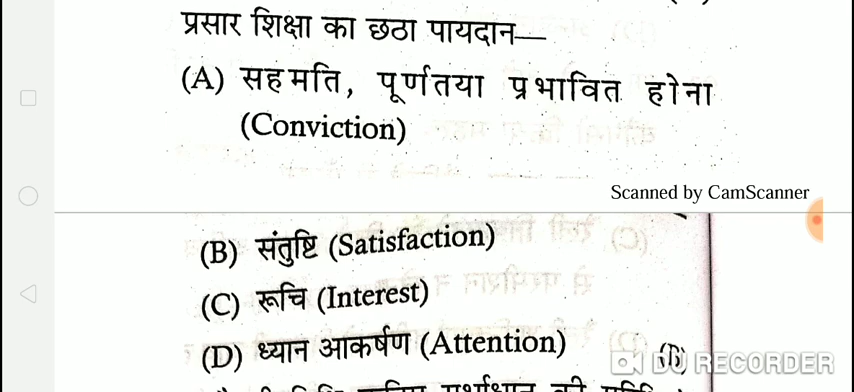 प्रसार शिक्षा का छठा पायदान—
(A) सहमति, पूर्णतया प्रभावित होना
(Conviction)
Scanned by CamScanner
(B) संतुष्टि (Satisfaction)
(C) रूचि (Interest)
(D) ध्यान आकर्षण (Attention)
DU RECORDER